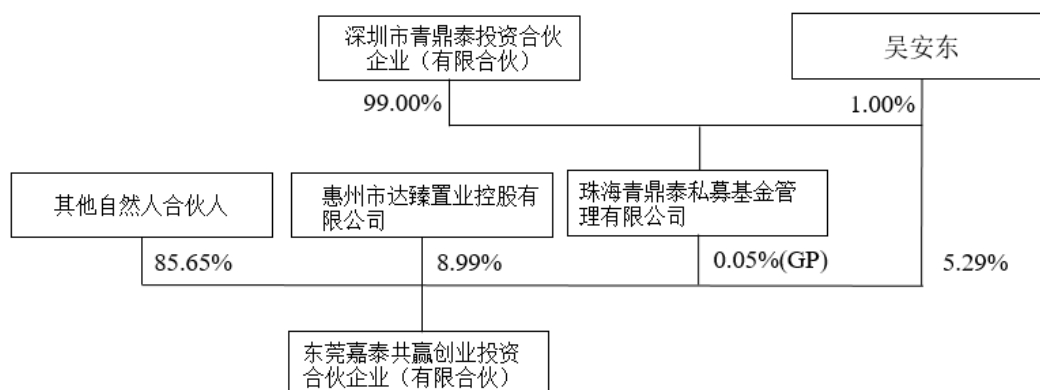 深圳市青鼎泰投资合伙
企业（有限合伙）
吴安东
99.00%
1.00%
其他自然人合伙人
惠州市达臻置业控股有
限公司
珠海青鼎泰私募基金管
理有限公司
85.65%
8.99%
0.05%(GP)
5.29%
东莞嘉泰共赢创业投资
合伙企业（有限合伙）